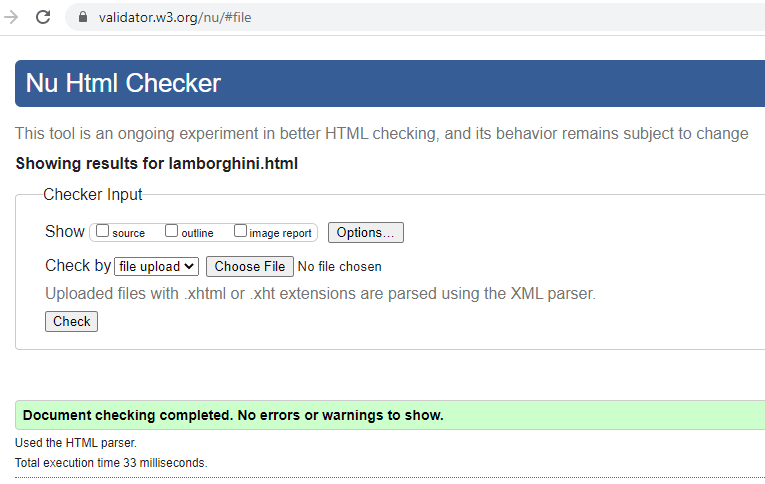 validator.w3.org/nu/#file
Nu Html Checker
This tool is an ongoing experiment in better HTML checking, and its behavior remains subject to change
Showing results for lamborghini.html
Checker Input
Show source outline image report Options...
Check by file upload Choose File No file chosen
Uploaded files with .xhtml or .xht extensions are parsed using the XML parser.
Check
Document checking completed. No errors or warnings to show.
Used the HTML parser.
Total execution time 33 milliseconds.